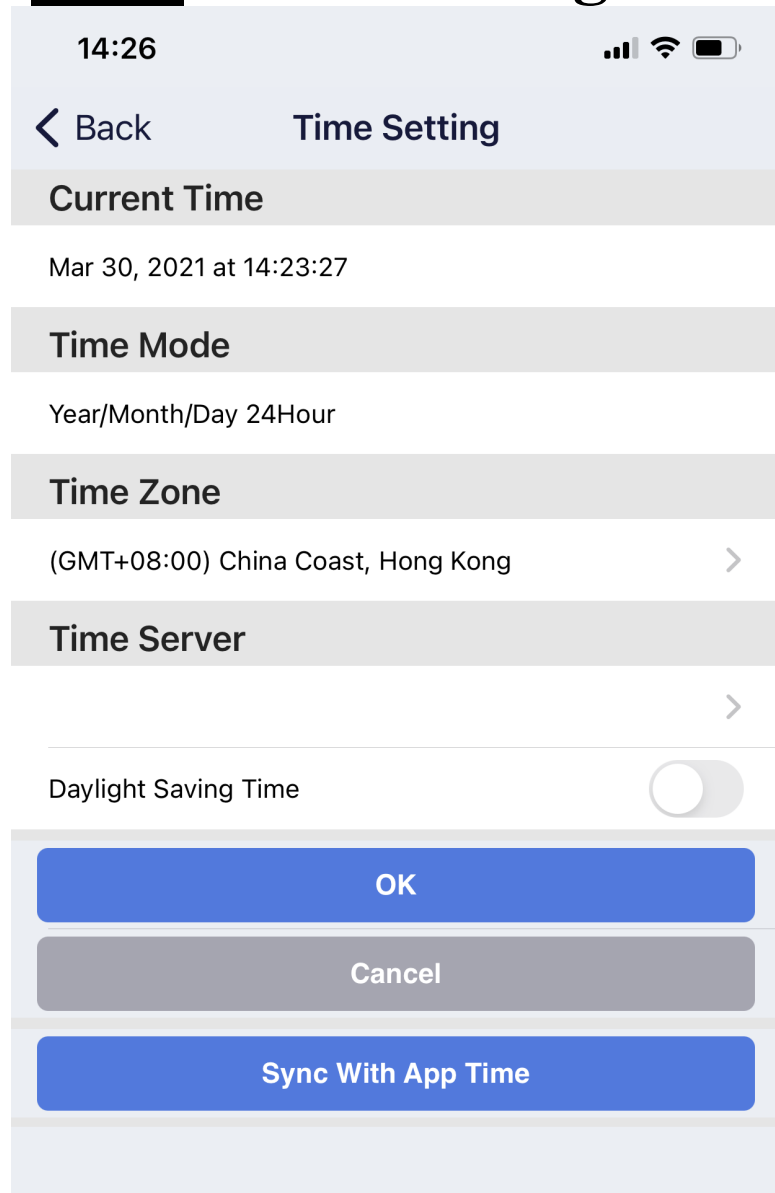 14:26
Back
Time Setting
Current Time
Mar 30, 2021 at 14:23:27
Time Mode
Year/Month/Day 24Hour
Time Zone
(GMT+08:00) China Coast, Hong Kong
Time Server
Daylight Saving Time
OK
Cancel
Sync With App Time